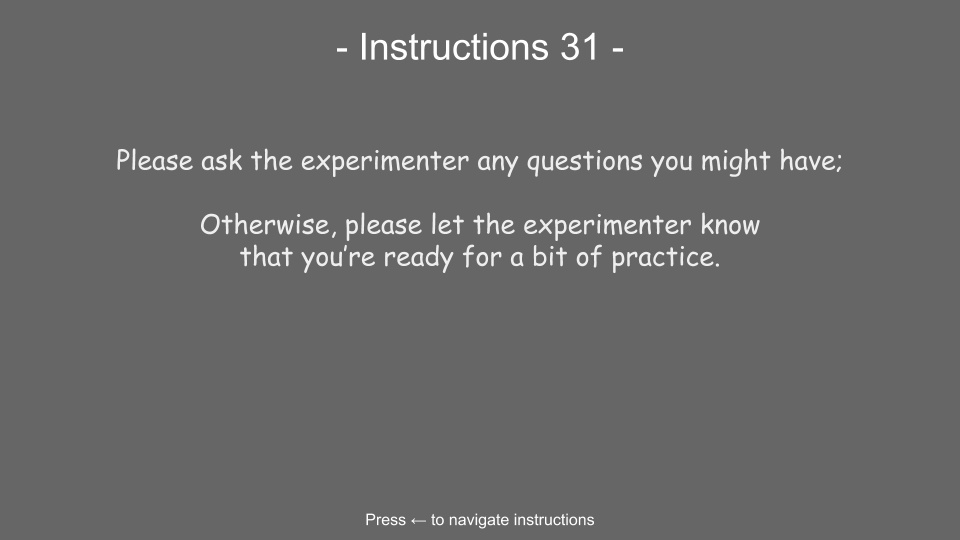 - Instructions 31 -
Please ask the experimenter any questions you might have;
Otherwise, please let the experimenter know
that you’re ready for a bit of practice.
Press ← to navigate instructions